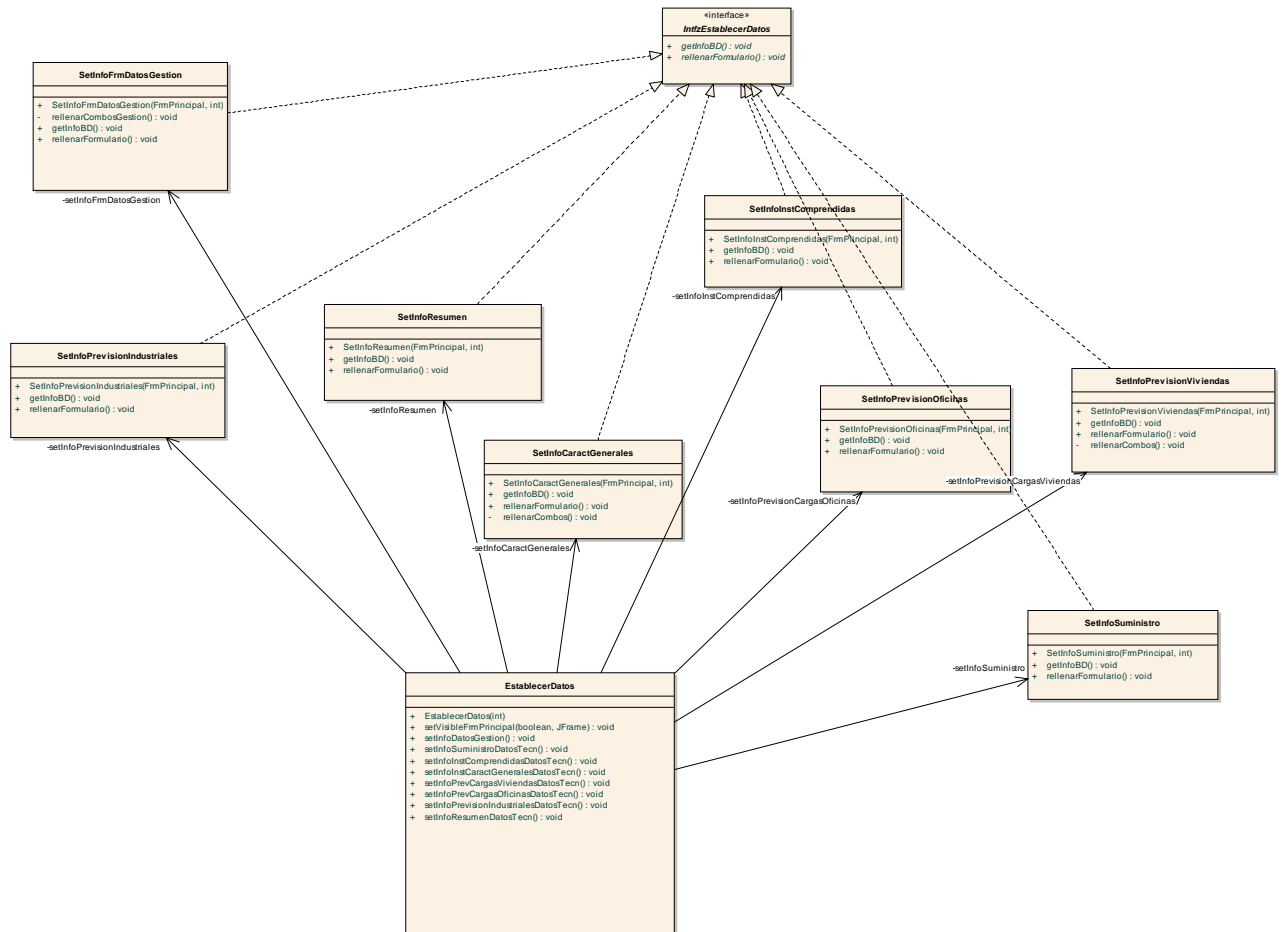 «interface»
IntfzEstablecerDatos
+ getInfoBD() : void
+ rellenarFormulario() : void
SetInfoFrmDatosGestion
+ SetInfoFrmDatosGestion(FrmPrincipal, int)
- rellenarCombosGestion() : void
+ getInfoBD() : void
+ rellenarFormulario() : void
-setInfoFrmDatosGestion
SetInfoInstComprendidas
+ SetInfoInstComprendidas(FrmPrincipal, int)
+ getInfoBD() : void
+ rellenarFormulario() : void
-setInfoInstComprendidas
SetInfoResumen
+ SetInfoResumen(FrmPrincipal, int)
+ getInfoBD() : void
+ rellenarFormulario() : void
-setInfoResumen
SetInfoPrevisionIndustriales
+ SetInfoPrevisionIndustriales(FrmPrincipal, int)
+ getInfoBD() : void
+ rellenarFormulario() : void
-setInfoPrevisionIndustriales
SetInfoPrevisionViviendas
+ SetInfoPrevisionViviendas(FrmPrincipal, int)
+ getInfoBD() : void
+ rellenarFormulario() : void
- rellenarCombos() : void
-setInfoPrevisionCargasViviendas
SetInfoPrevisionOficinas
+ SetInfoPrevisionOficinas(FrmPrincipal, int)
+ getInfoBD() : void
+ rellenarFormulario() : void
-setInfoPrevisionCargasOficinas
SetInfoCaractGenerales
+ SetInfoCaractGenerales(FrmPrincipal, int)
+ getInfoBD() : void
+ rellenarFormulario() : void
- rellenarCombos() : void
-setInfoCaractGenerales
SetInfoSuministro
+ SetInfoSuministro(FrmPrincipal, int)
+ getInfoBD() : void
+ rellenarFormulario() : void
-setInfoSuministro
EstablecerDatos
+ EstablecerDatos(int)
+ setVisibleFrmPrincipal(boolean, JFrame) : void
+ setInfoDatosGestion() : void
+ setInfoSuministroDatosTecn() : void
+ setInfoInstComprendidasDatosTecn() : void
+ setInfoInstCaractGeneralesDatosTecn() : void
+ setInfoPrevCargasViviendasDatosTecn() : void
+ setInfoPrevCargasOficinasDatosTecn() : void
+ setInfoPrevisionIndustrialesDatosTecn() : void
+ setInfoResumenDatosTecn() : void